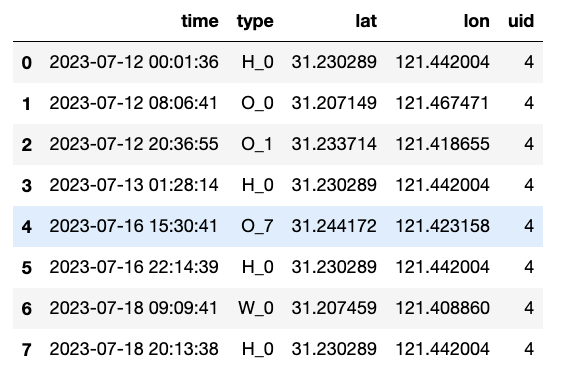 time type lat lon uid
0 2023-07-12 00:01:36 H_0 31.230289 121.442004 4
1 2023-07-12 08:06:41 O_0 31.207149 121.467471 4
2 2023-07-12 20:36:55 O_1 31.233714 121.418655 4
3 2023-07-13 01:28:14 H_0 31.230289 121.442004 4
4 2023-07-16 15:30:41 O_7 31.244172 121.423158 4
5 2023-07-16 22:14:39 H_0 31.230289 121.442004 4
6 2023-07-18 09:09:41 W_0 31.207459 121.408860 4
7 2023-07-18 20:13:38 H_0 31.230289 121.442004 4